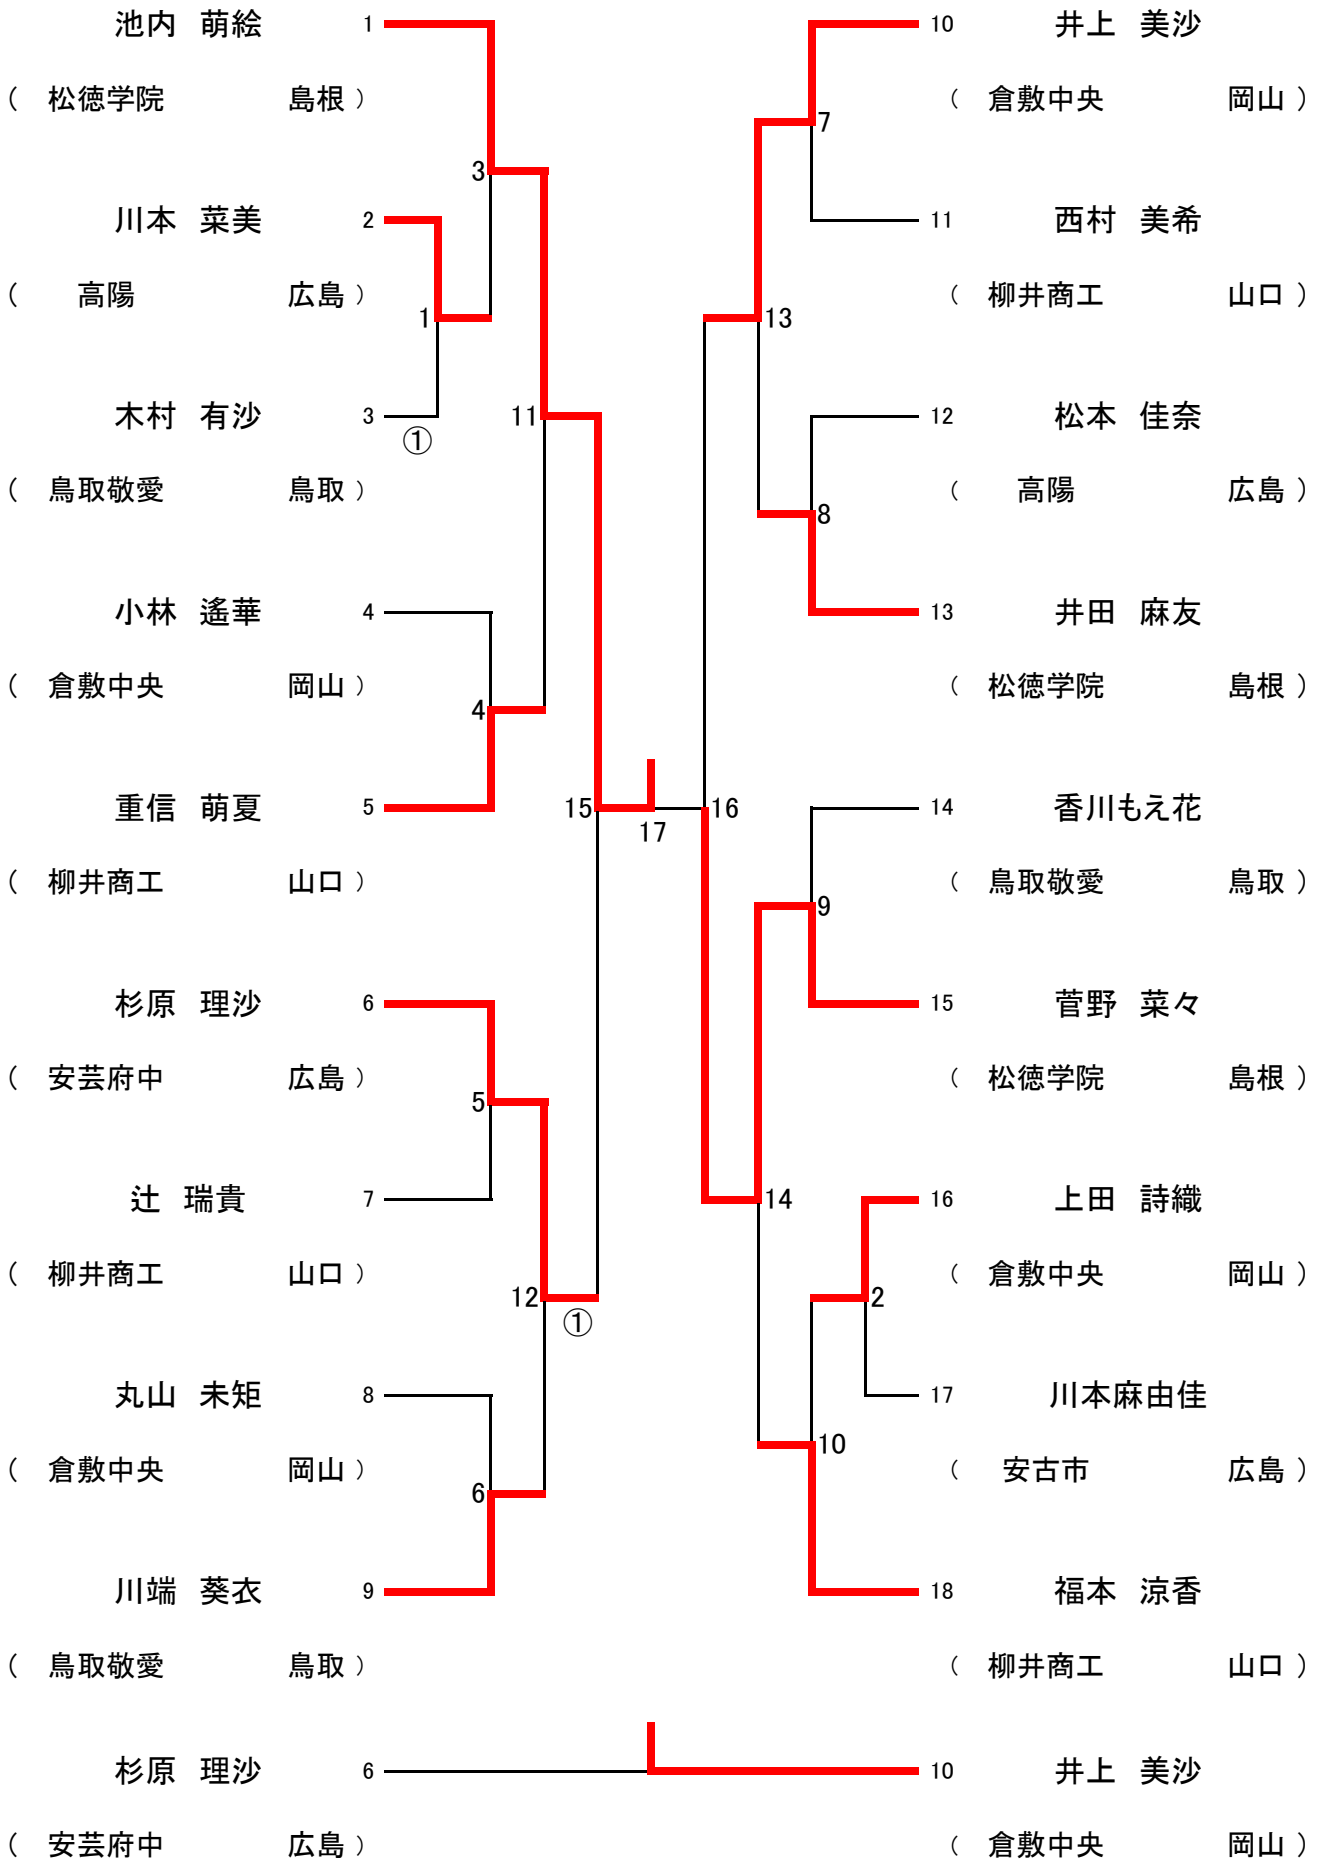 池内 萌絵 1
( 松徳学院 島根 )
3
川本 菜美 2
( 高陽 広島 )
1
木村 有沙 3
①
11
( 鳥取敬愛 鳥取 )
小林 遙華 4
( 倉敷中央 岡山 )
4
重信 萌夏 5
15
17
( 柳井商工 山口 )
杉原 理沙 6
( 安芸府中 広島 )
5
辻 瑞貴 7
( 柳井商工 山口 )
12
①
丸山 未矩 8
( 倉敷中央 岡山 )
6
川端 葵衣 9
( 鳥取敬愛 鳥取 )
10 井上 美沙
( 倉敷中央 岡山 )
7
11 西村 美希
( 柳井商工 山口 )
13
12 松本 佳奈
( 高陽 広島 )
8
13 井田 麻友
( 松徳学院 島根 )
16
14 香川もえ花
( 鳥取敬愛 鳥取 )
9
15 菅野 菜々
( 松徳学院 島根 )
14
16 上田 詩織
( 倉敷中央 岡山 )
2
17 川本麻由佳
10
( 安古市 広島 )
18 福本 涼香
( 柳井商工 山口 )
杉原 理沙 6 10 井上 美沙
( 安芸府中 広島 ) ( 倉敷中央 岡山 )